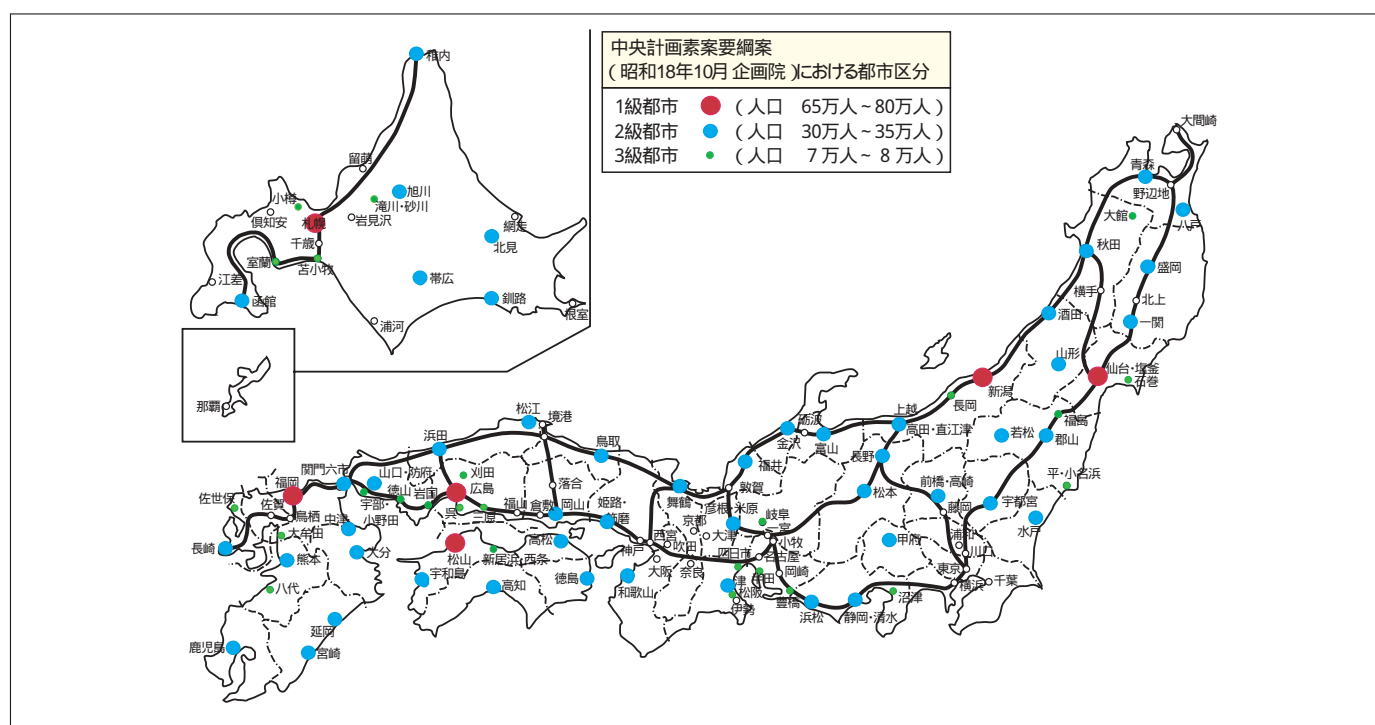 中央計画素案要綱案
(昭和18年10月 企画院)における都市区分
1級都市 (人口 65万人~80万人)
2級都市 (人口 30万人~35万人)
3級都市 (人口 7万人~8万人)
稚内
留萌
旭川
滝川・砂川
小樽
倶知安
札幌
岩見沢
網走
北見
千歳
室蘭
苫小牧
帯広
江差
函館
釧路
根室
浦河
那覇
大間崎
青森
野辺地
大館
八戸
秋田
盛岡
横手
北上
酒田
一関
山形
仙台・塩釜
石巻
新潟
長岡
福島
上越
高田・直江津
若松
郡山
平・小名浜
砺波
金沢
富山
長野
福井
松本
前橋・高崎
宇都宮
藤岡
水戸
敦賀
甲府
浦和
川口
東京
千葉
横浜
松江
境港
浜田
鳥取
舞鶴
関門六市
山口・防府
刈田
広島
落合
彦根・米原
岐阜
一宮
小牧
福岡
佐世保
佐賀
鳥栖
徳山
岩国
宇部・
小野田
呉
三原
福山
倉敷
岡山
姫路・
飾磨
京都
大津
西宮
吹田
四日市
名古屋
神戸
大阪
奈良
半田
岡崎
大牟田
中津
長崎
熊本
大分
松山
新居浜・西条
高松
宇和島
高知
徳島
和歌山
津
松阪
伊勢
豊橋
浜松
静岡・清水
沼津
八代
延岡
鹿児島
宮崎